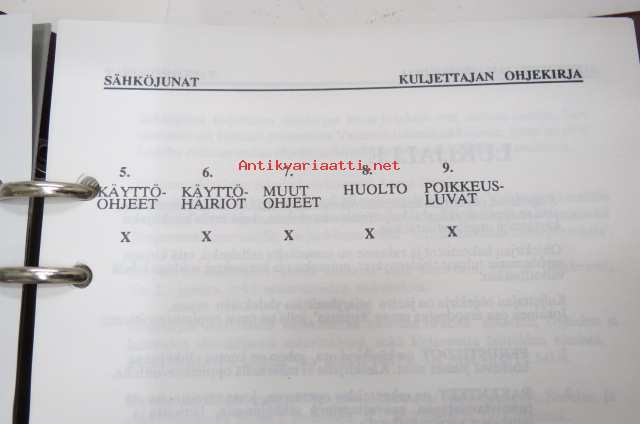 SÄHKÖJUNAT KULJETTAJAN OHJEKIRJA
Antikvariaatti.net
5. 6. 7. 8. 9.
KÄYTTÖ- KÄYTTÖ- MUUT HUOLTO POIKKEUS-
OHJEET HÄIRIÖT OHJEET LUVAT
X X X X X